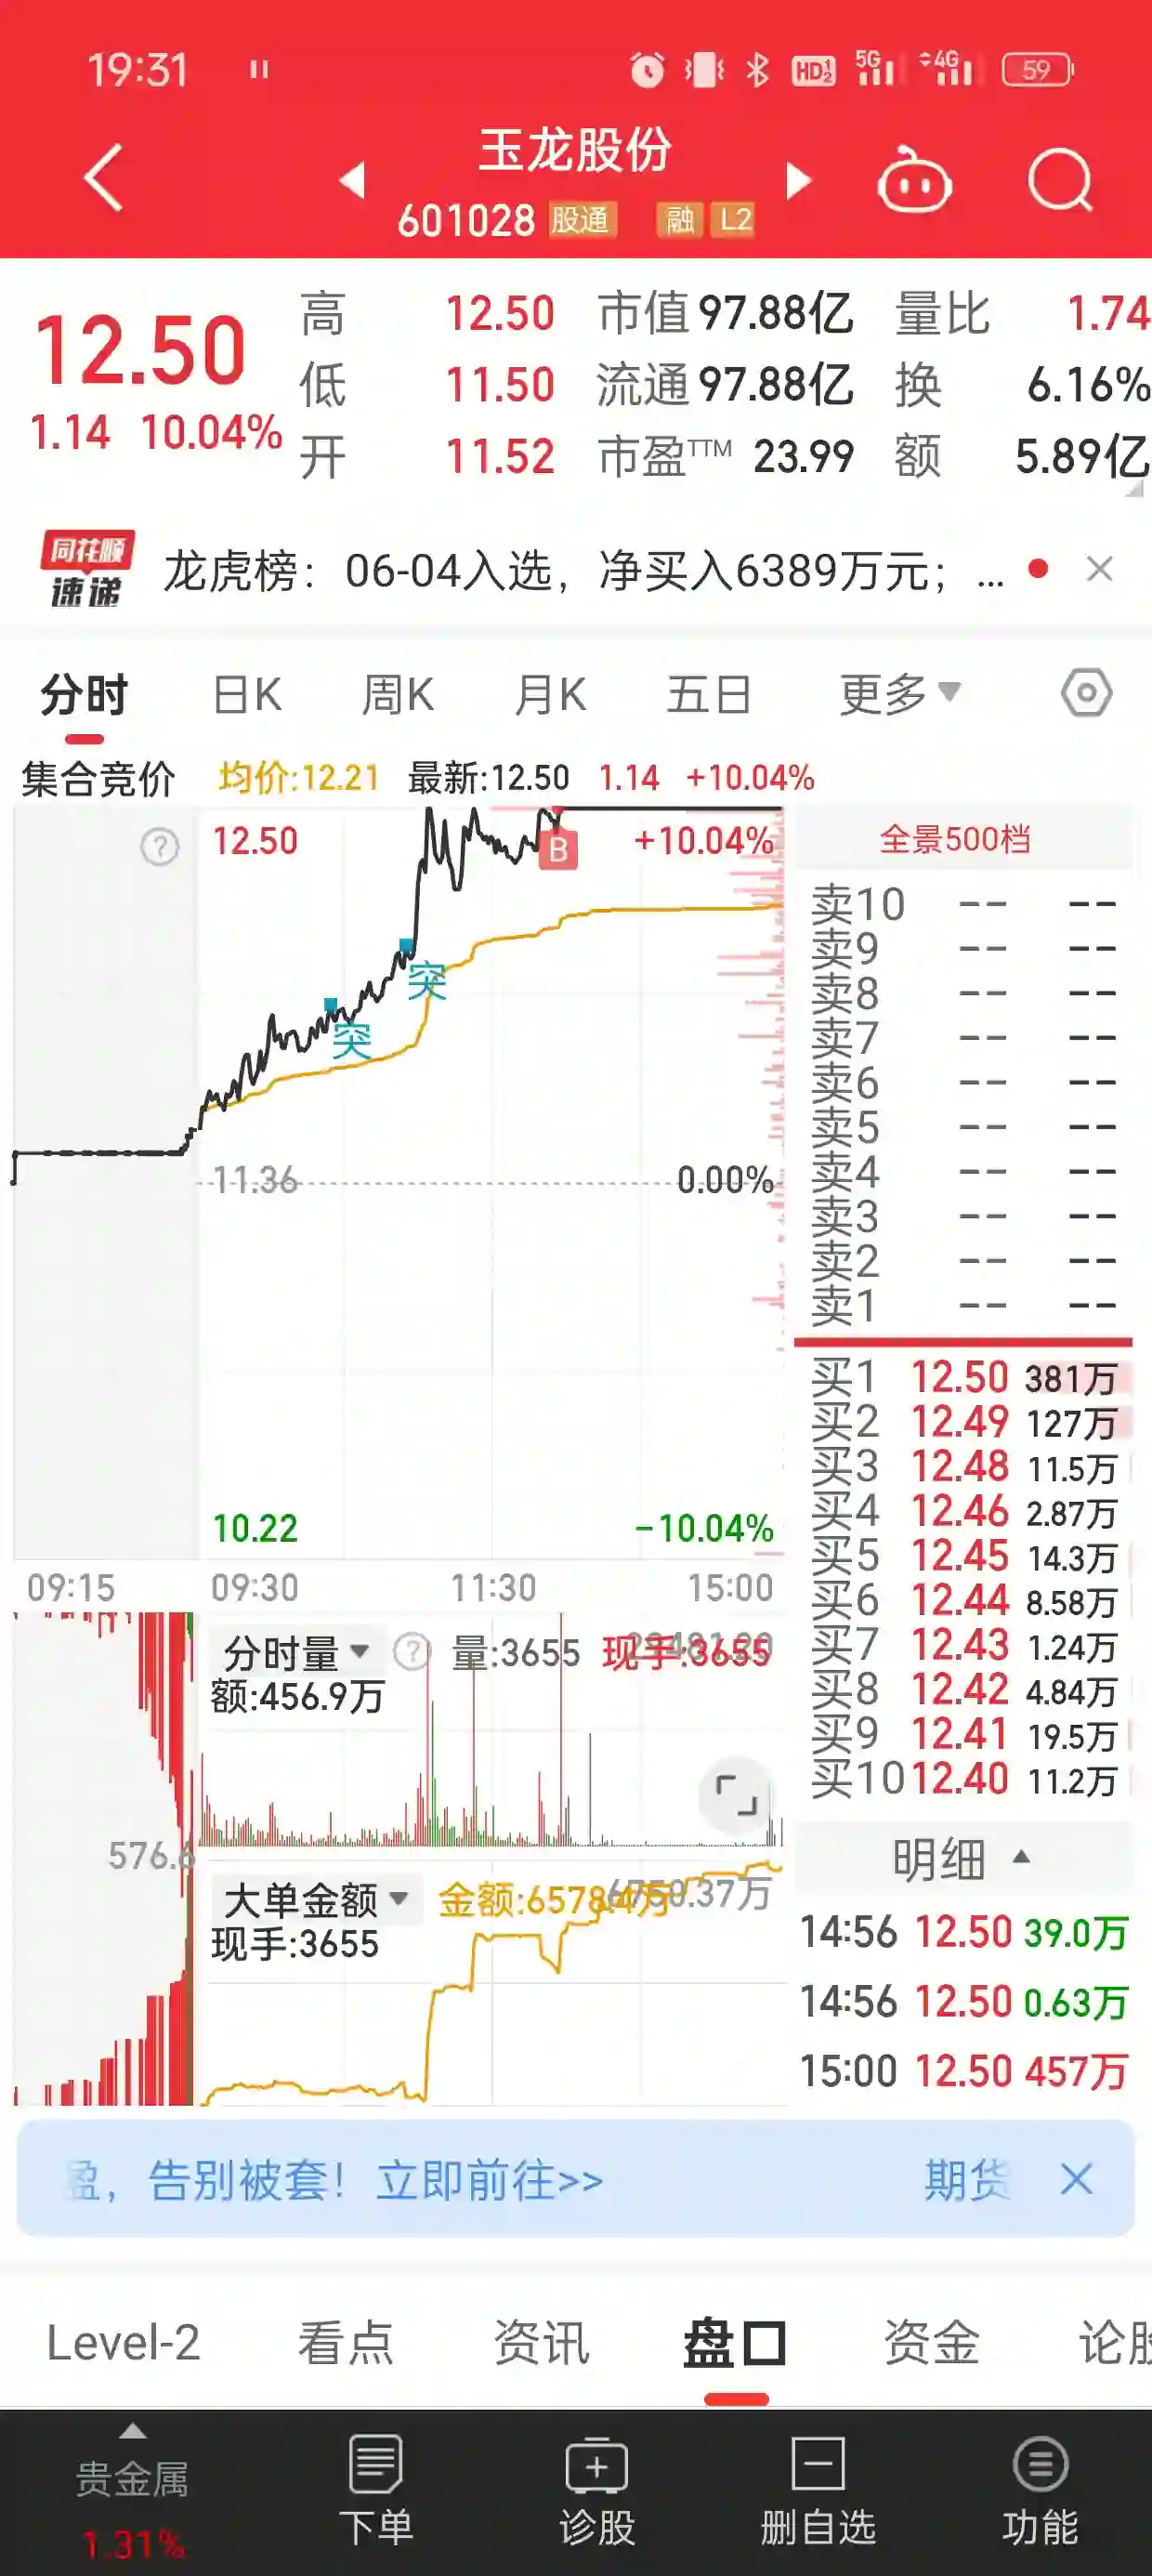 19:31 HD 1 2 5G 4G 59
玉龙股份
601028 股通 融 L2
12.50
1.14 10.04%
高 12.50 市值 97.88亿 量比 1.74
低 11.50 流通 97.88亿 换 6.16%
开 11.52 市盈TTM 23.99 额 5.89亿
同花顺
速递
龙虎榜：06-04入选，净买入6389万元；...
分时 日K 周K 月K 五日 更多
集合竞价 均价:12.21 最新:12.50 1.14 +10.04%
? 12.50 B +10.04%
突
突
11.36 0.00%
10.22 -10.04%
09:15 09:30 11:30 15:00
全景500档
卖10 -- --
卖9 -- --
卖8 -- --
卖7 -- --
卖6 -- --
卖5 -- --
卖4 -- --
卖3 -- --
卖2 -- --
卖1 -- --
买1 12.50 381万
买2 12.49 127万
买3 12.48 11.5万
买4 12.46 2.87万
买5 12.45 14.3万
买6 12.44 8.58万
买7 12.43 1.24万
买8 12.42 4.84万
买9 12.41 19.5万
买10 12.40 11.2万
分时量 ? 量:3655 现手:3655
额:456.9万
576.6
大单金额 金额:6578.4万
现手:3655
明细
14:56 12.50 39.0万
14:56 12.50 0.63万
15:00 12.50 457万
盈，告别被套！立即前往>> 期货
Level-2 看点 资讯 盘口 资金 论股
贵金属 下单 诊股 删自选 功能
1.31%